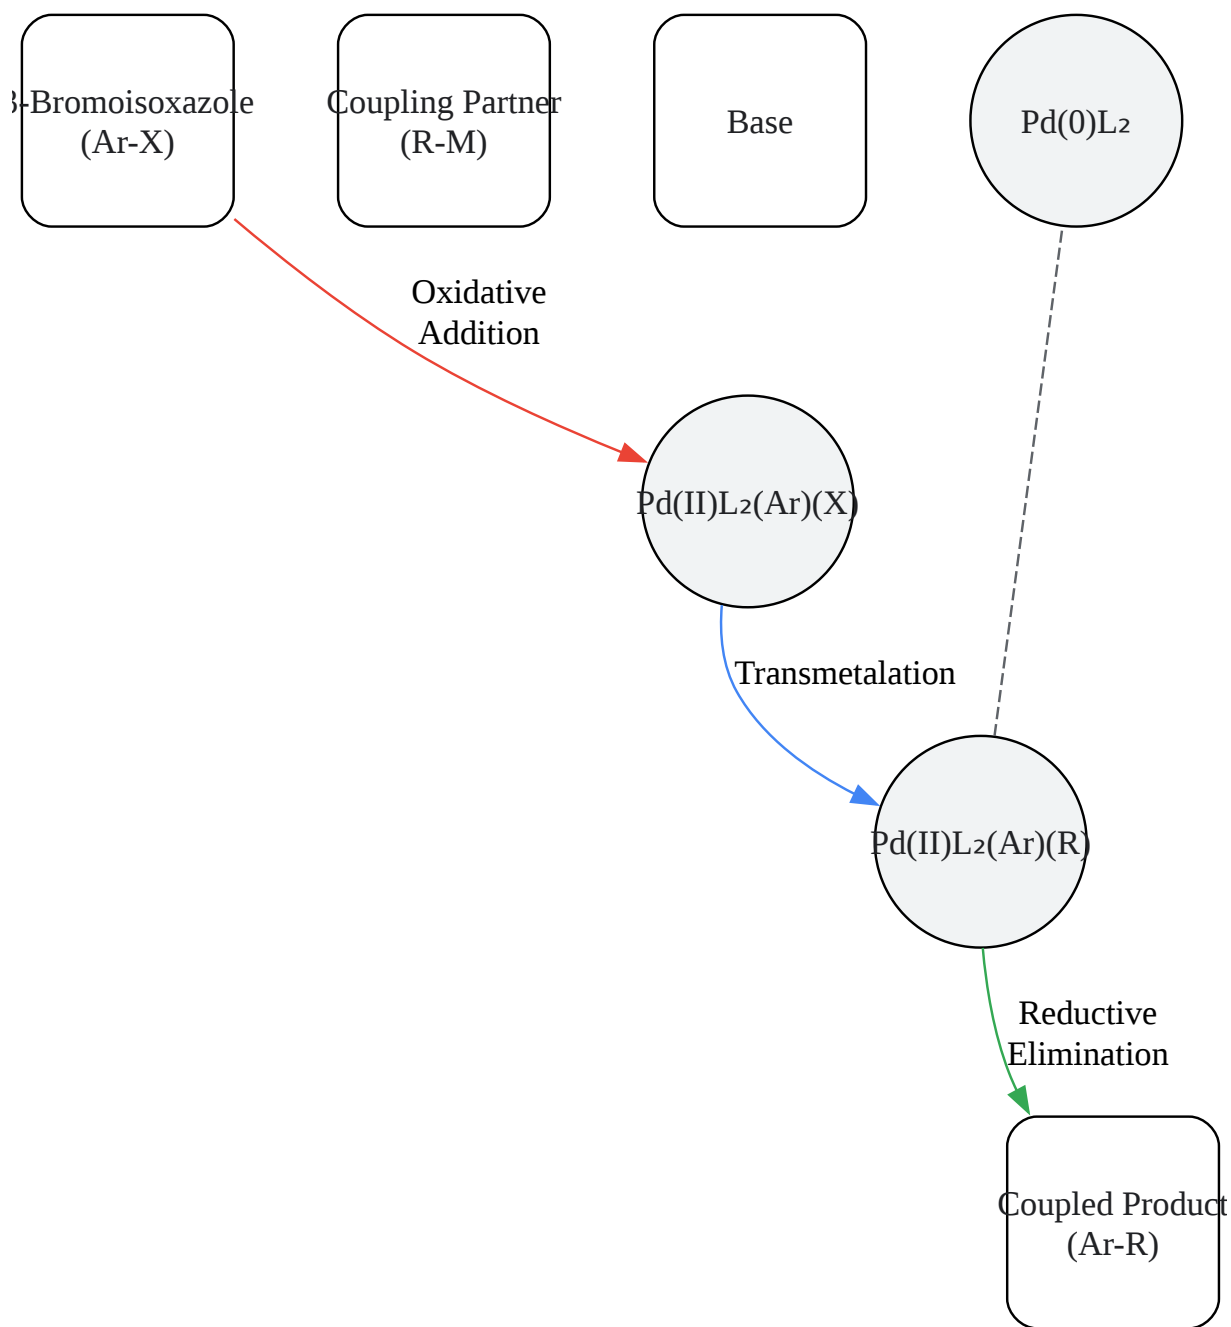 3-Bromoisoxazole
(Ar-X)
Coupling Partner
(R-M)
Base
Pd(0)L₂
Oxidative
Addition
Pd(II)L₂(Ar)(X)
Transmetalation
Pd(II)L₂(Ar)(R)
Reductive
Elimination
Coupled Product
(Ar-R)